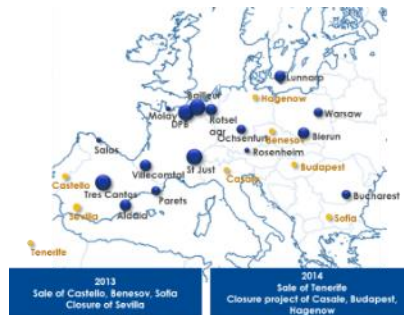 Lunnarp
Bailleul
Hagenow
Molay
DPB
Rotsel
aar
Warsaw
Ochsenfurt
Bierun
Benesov
Salas
Rosenheim
Villecomtal
St Just
Budapest
Castello
Casale
Tres Cantos
Parets
Bucharest
Sevilla
Aldaia
Sofia
Tenerife
2013
Sale of Castello, Benesov, Sofia
Closure of Sevilla
2014
Sale of Tenerife
Closure project of Casale, Budapest,
Hagenow